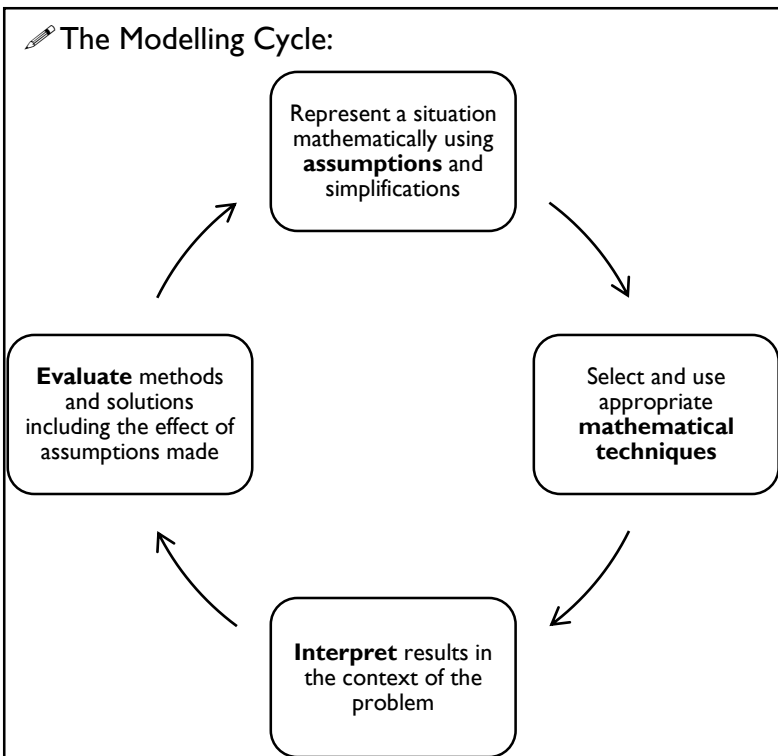 The Modelling Cycle:
Represent a situation
mathematically using
assumptions and
simplifications
Select and use
appropriate
mathematical
techniques
Interpret results in
the context of the
problem
Evaluate methods
and solutions
including the effect of
assumptions made